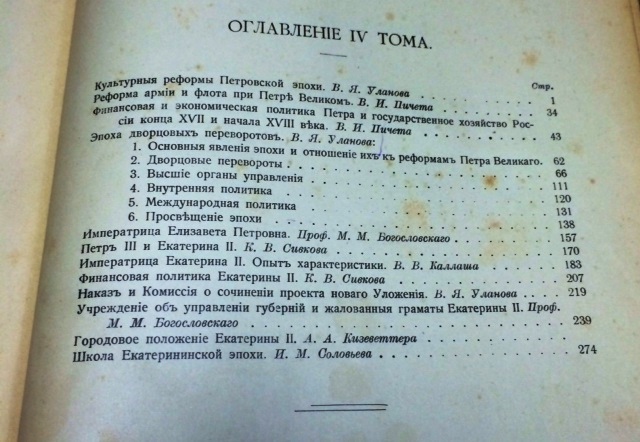 ОГЛАВЛЕНІЕ IV ТОМА.
Стр.
Культурныя реформы Петровской эпохи. В. Я. Уланова 1
Реформа арміи и флота при Петрѣ Великомъ. В. И. Пичета 34
Финансовая и экономическая политика Петра и государственное хозяйство Рос-
сіи конца XVII и начала XVIII вѣка. В. И. Пичета 43
Эпоха дворцовыхъ переворотовъ. В. Я. Уланова:
1. Основныя явленія эпохи и отношеніе ихъ къ реформамъ Петра Великаго. 62
2. Дворцовые перевороты 66
3. Высшіе органы управленія 111
4. Внутренняя политика 120
5. Международная политика 131
6. Просвѣщеніе эпохи 138
Императрица Елизавета Петровна. Проф. М. М. Богословскаго 157
Петръ III и Екатерина II. К. В. Сивкова 170
Императрица Екатерина II. Опытъ характеристики. В. В. Каллаша 183
Финансовая политика Екатерины II. К. В. Сивкова 207
Наказъ и Комиссія о сочиненіи проекта новаго Уложенія. В. Я. Уланова 219
Учрежденіе объ управленіи губерній и жалованныя граматы Екатерины II. Проф.
М. М. Богословскаго 239
Городовое положеніе Екатерины II. А. А. Кизеветтера
Школа Екатерининской эпохи. И. М. Соловьева 274